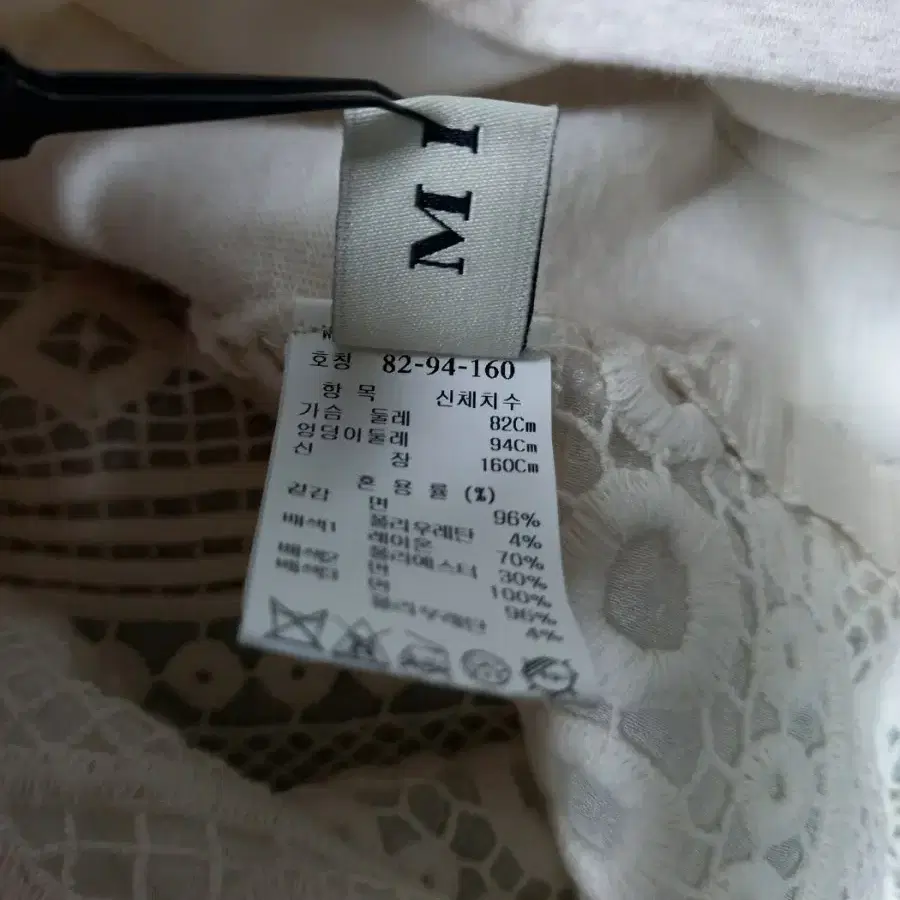 MI
호칭 82-94-160
항 목 신체치수
가슴 둘레 82Cm
엉덩이둘레 94Cm
신 장 160Cm
혼 용 률 (%)
겉감 면 96%
폴리우레탄 4%
배색1 레이온 70%
폴리에스터 30%
배색2 면 100%
배색3 면 96%
폴리우레탄 4%